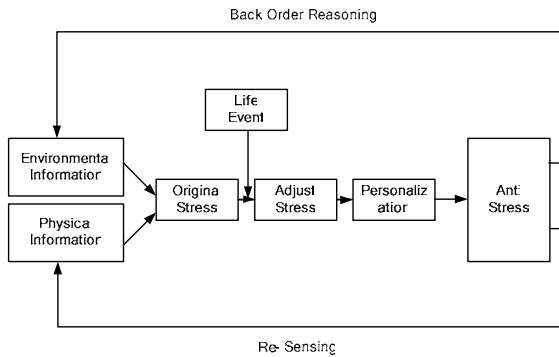 Back Order Reasoning
Life
Event
Environmenta
Informatior
Origina
Stress
Adjust
Stress
Personaliz
atior
Anti
Stress
Physica
Informatior
Re- Sensing